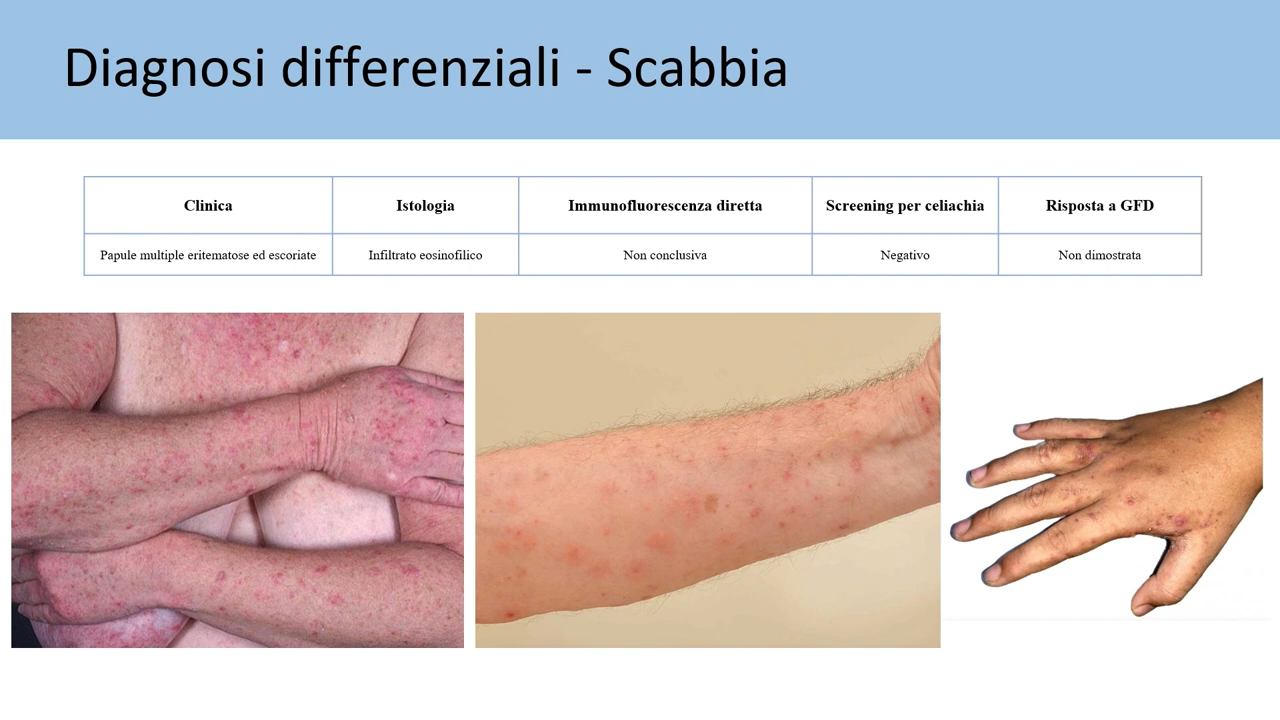 Diagnosi differenziali - Scabbia
Clinica Istologia Immunofluorescenza diretta Screening per celiachia Risposta a GFD
Papule multiple eritematose ed escoriate Infiltrato eosinofilico Non conclusiva Negativo Non dimostrata